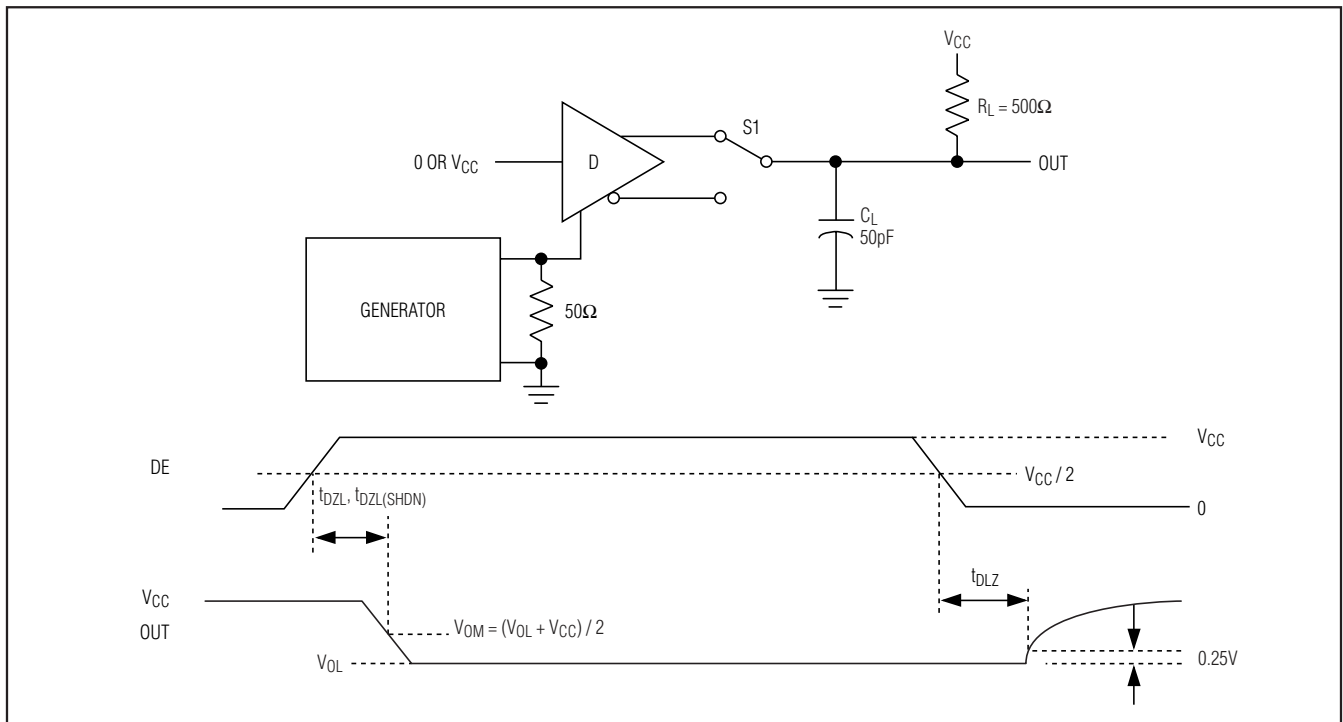 VCC
RL = 500Ω
S1
0 OR VCC
D
OUT
CL
50pF
GENERATOR
50Ω
VCC
DE
VCC / 2
tDZL, tDZL(SHDN)
0
tDLZ
VCC
OUT
VOM = (VOL + VCC) / 2
VOL
0.25V